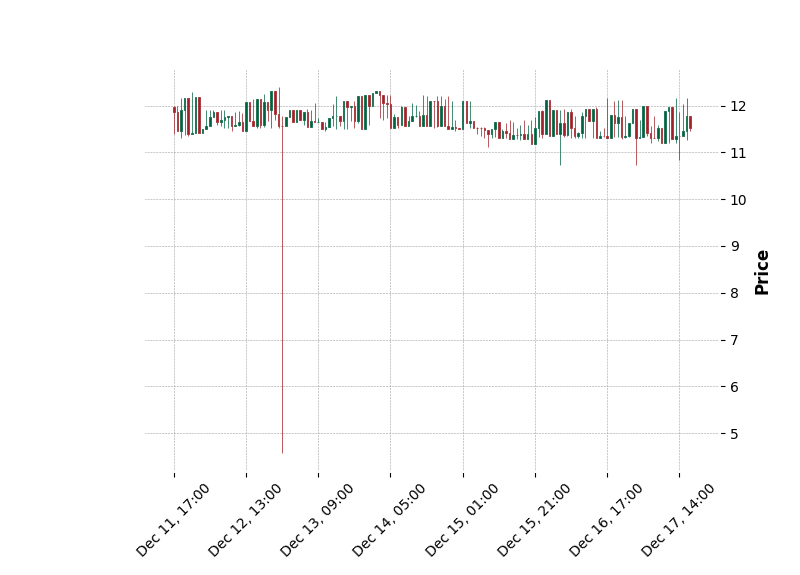 12
11
10
9
8
7
6
5
Price
Dec 11, 17:00
Dec 12, 13:00
Dec 13, 09:00
Dec 14, 05:00
Dec 15, 01:00
Dec 15, 21:00
Dec 16, 17:00
Dec 17, 14:00